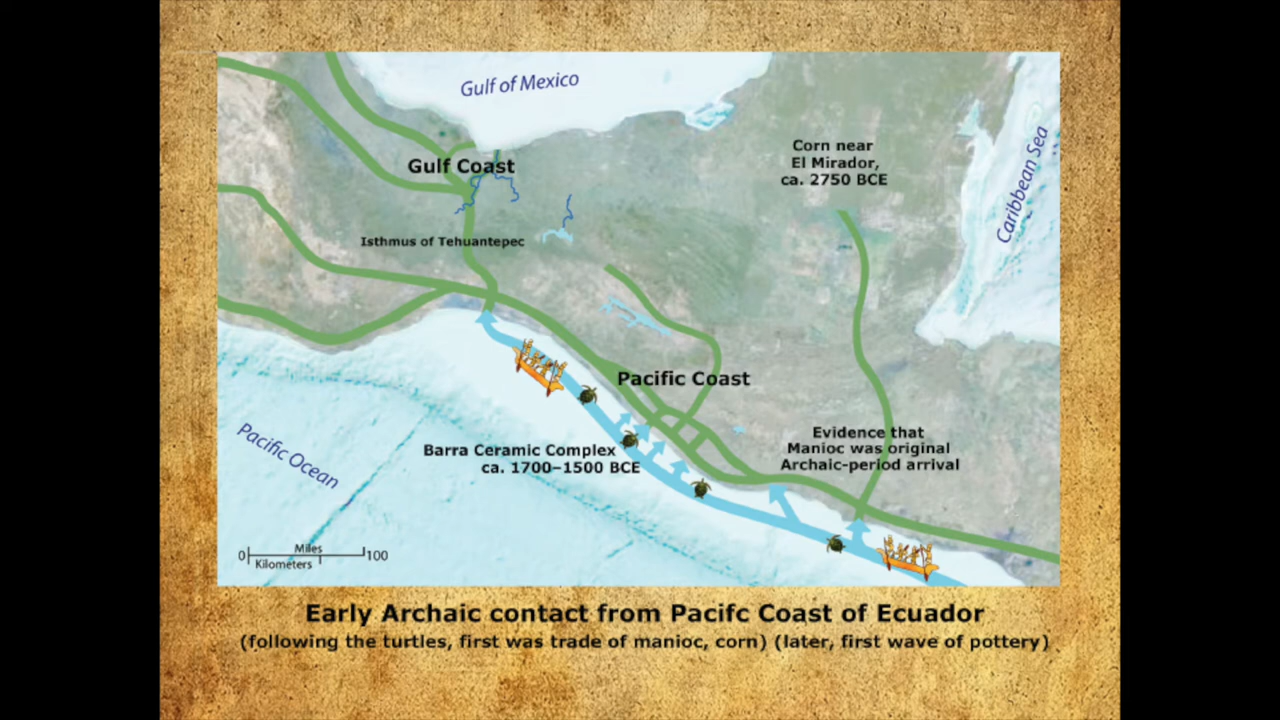 Gulf of Mexico
Corn near
El Mirador,
ca. 2750 BCE
Caribbean Sea
Gulf Coast
Isthmus of Tehuantepec
Pacific Coast
Evidence that
Manioc was original
Archaic-period arrival
Barra Ceramic Complex
ca. 1700–1500 BCE
Pacific Ocean
Miles
0 100
Kilometers
Early Archaic contact from Pacifc Coast of Ecuador
(following the turtles, first was trade of manioc, corn) (later, first wave of pottery)